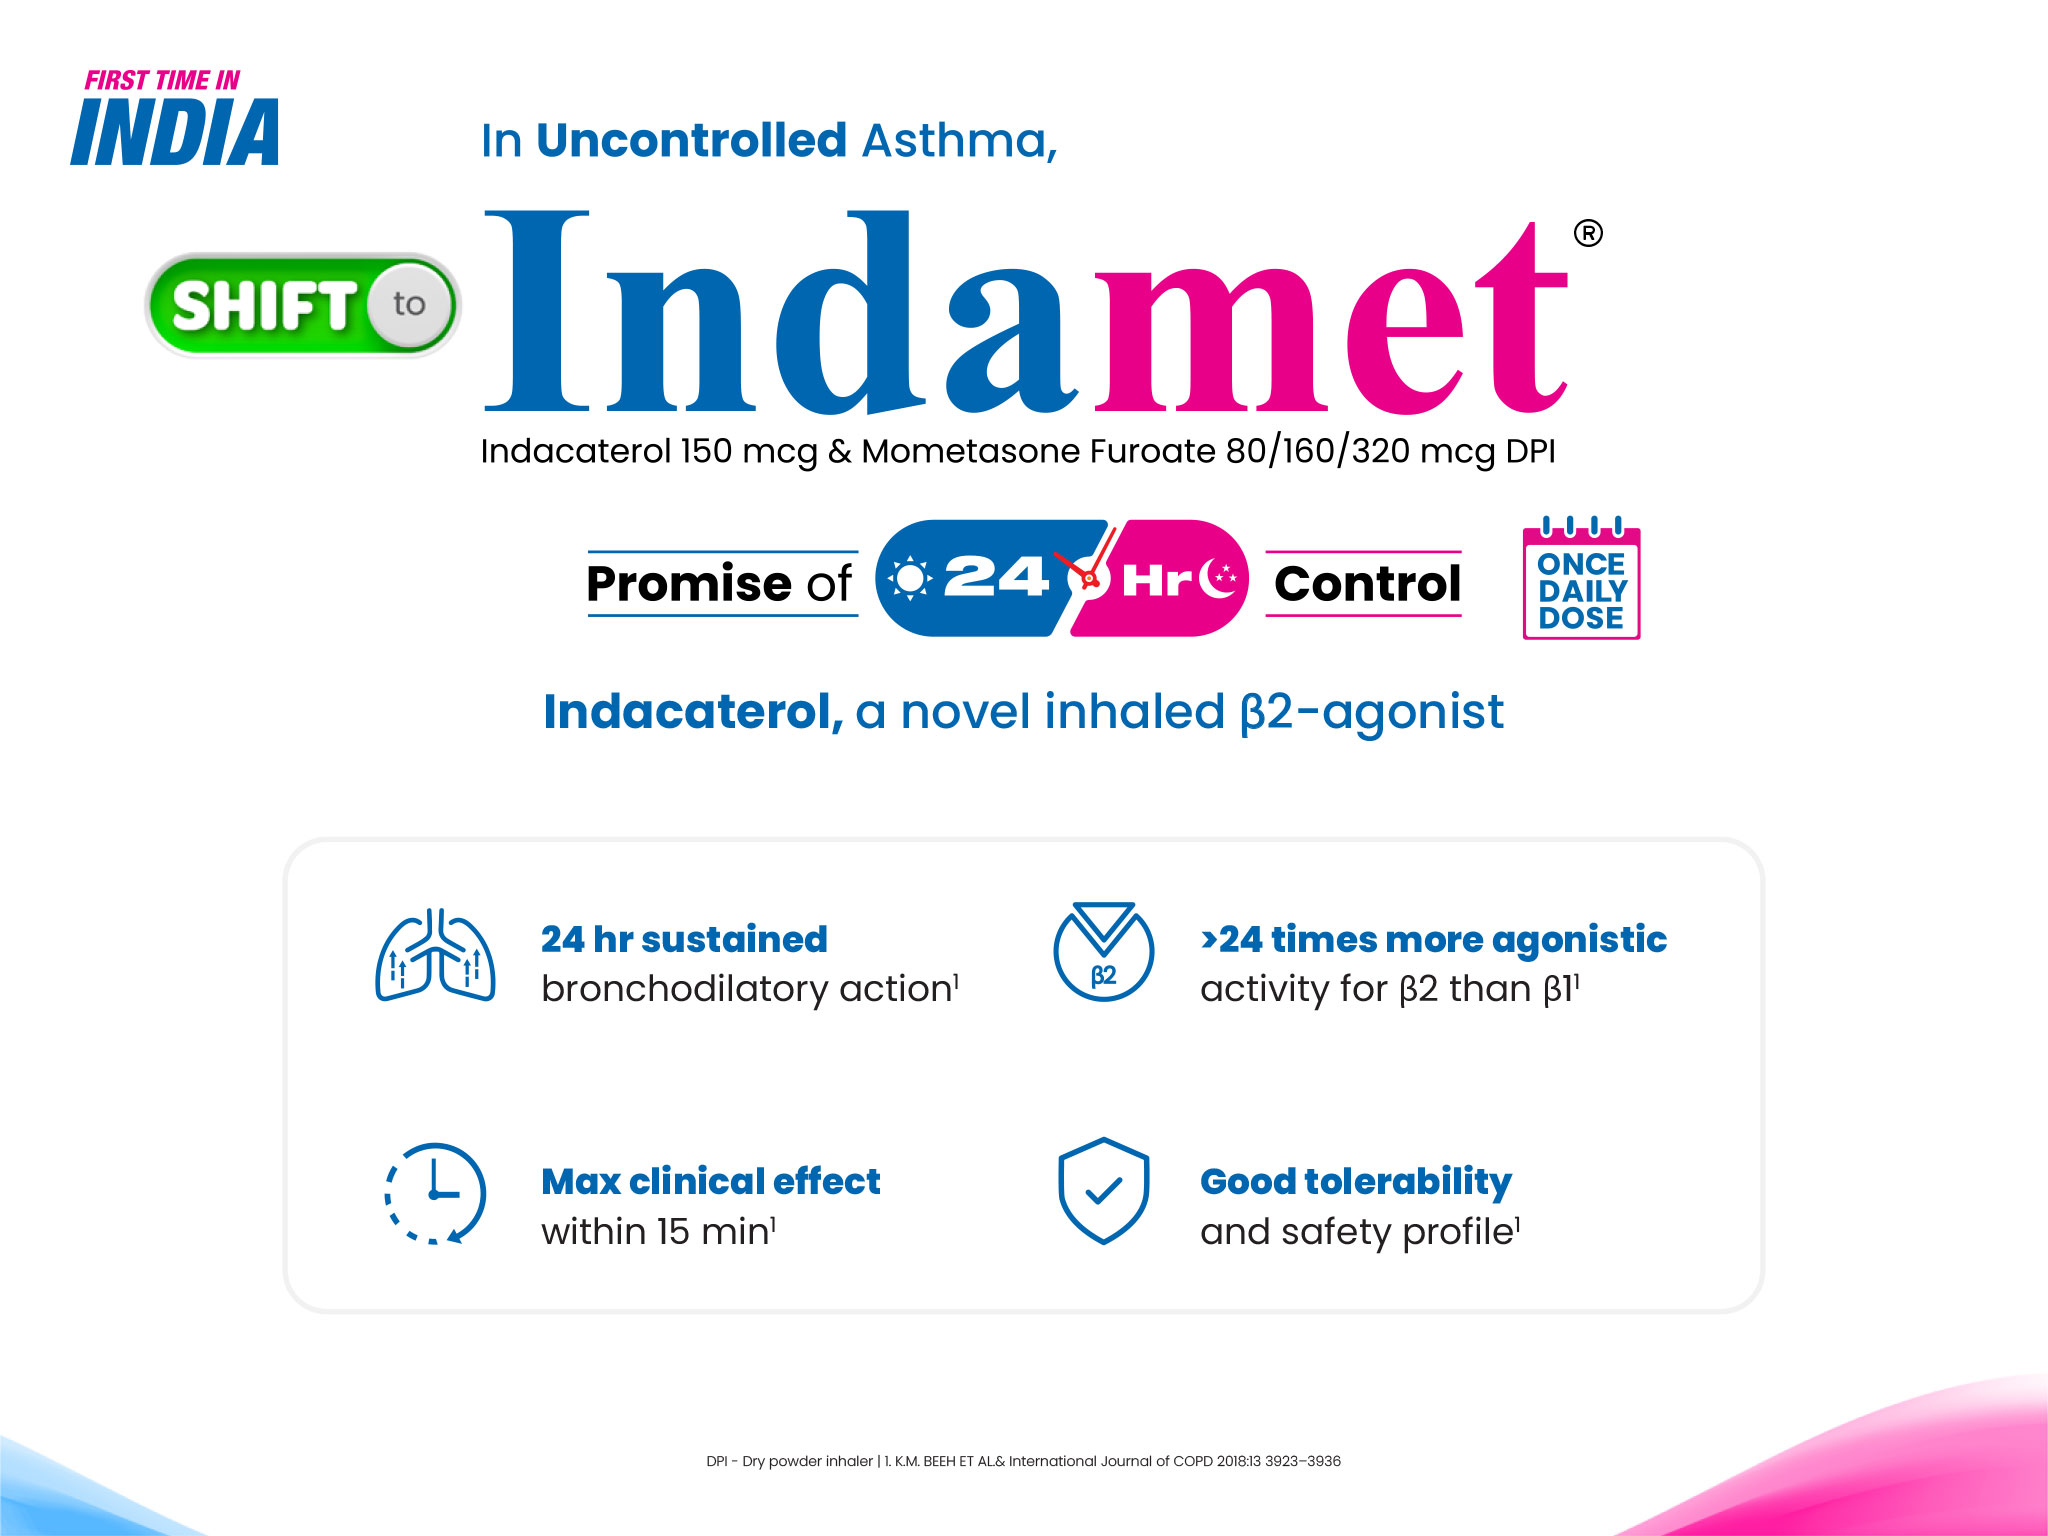 FIRST TIME IN
INDIA
In Uncontrolled Asthma,
SHIFT to
Indamet®
Indacaterol 150 mcg & Mometasone Furoate 80/160/320 mcg DPI
Promise of 24 Hr Control
ONCE
DAILY
DOSE
Indacaterol, a novel inhaled β2-agonist
24 hr sustained
bronchodilatory action¹
>24 times more agonistic
activity for β2 than β1¹
β2
Max clinical effect
within 15 min¹
Good tolerability
and safety profile¹
DPI - Dry powder inhaler | 1. K.M. BEEH ET AL.& International Journal of COPD 2018:13 3923–3936